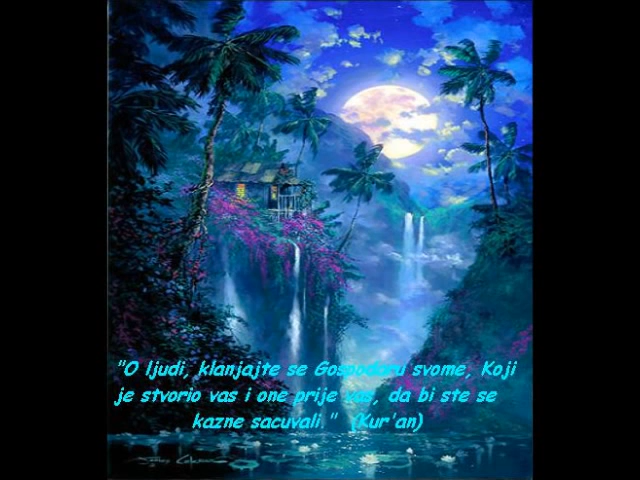 "O ljudi, klanjajte se Gospodaru svome, Koji
je stvorio vas i one prije vas, da bi ste se
kazne sacuvali." (Kur'an)